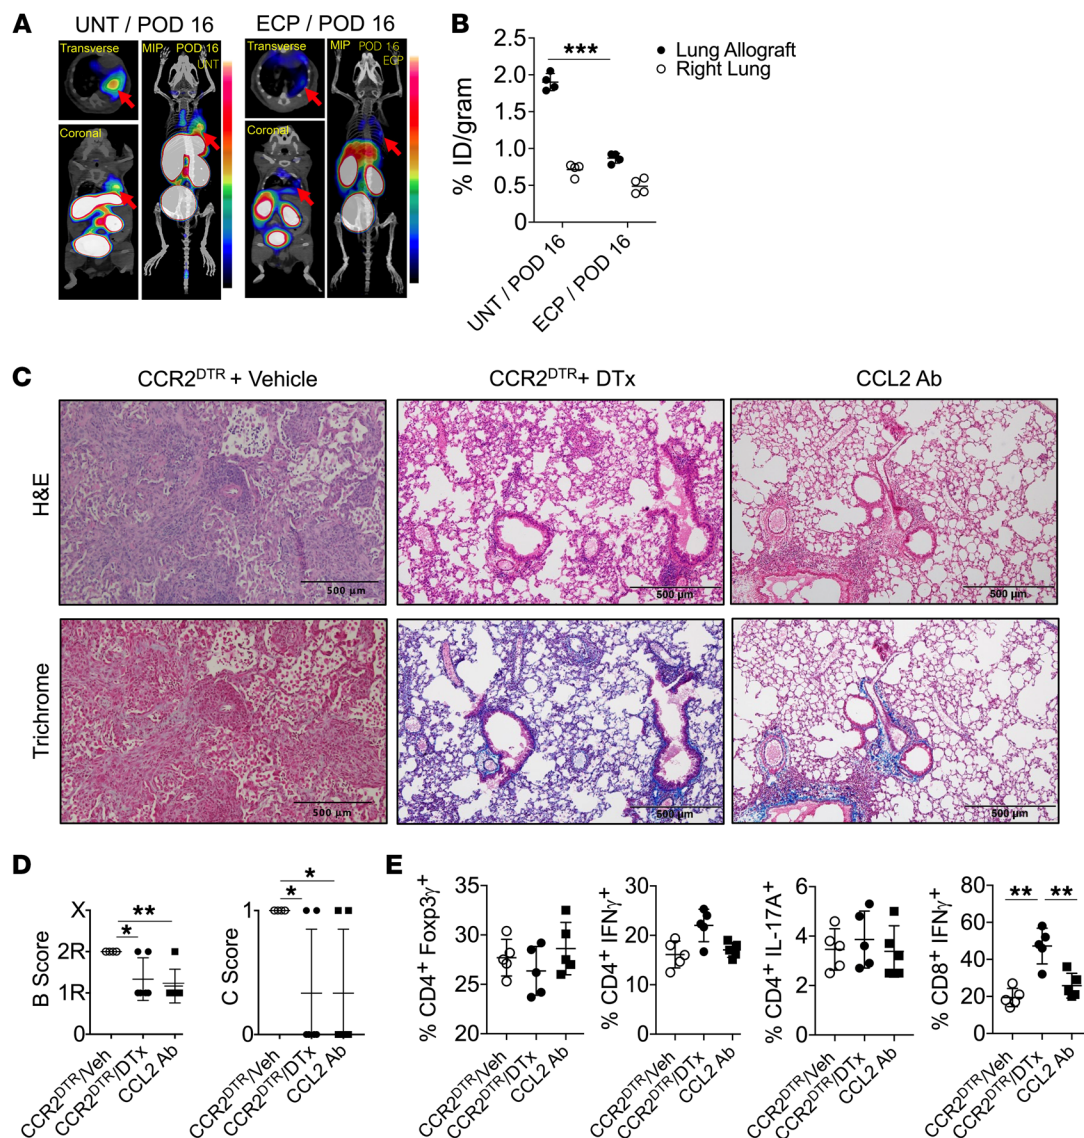 A
UNT / POD 16
ECP / POD 16
Transverse
MIP
POD 16
UNT
Coronal
Transverse
MIP
POD 16
ECP
Coronal
B
% ID/gram
2.5
2.0
1.5
1.0
0.5
0
***
Lung Allograft
Right Lung
UNT / POD 16
ECP / POD 16
C
CCR2DTR + Vehicle
CCR2DTR+ DTx
CCL2 Ab
H&E
500 μm
500 μm
500 μm
Trichrome
500 μm
500 μm
500 μm
D
B Score
X
2R
1R
*
**
CCR2DTR/Veh
CCR2DTR/DTx
CCL2 Ab
C Score
1
0
*
*
CCR2DTR/Veh
CCR2DTR/DTx
CCL2 Ab
E
% CD4+ Foxp3γ+
35
30
25
20
CCR2DTR/Veh
CCR2DTR/DTx
CCL2 Ab
% CD4+ IFNγ+
30
20
10
0
CCR2DTR/Veh
CCR2DTR/DTx
CCL2 Ab
% CD4+ IL-17A+
6
4
2
0
CCR2DTR/Veh
CCR2DTR/DTx
CCL2 Ab
% CD8+ IFNγ+
80
60
40
20
0
**
**
CCR2DTR/Veh
CCR2DTR/DTx
CCL2 Ab